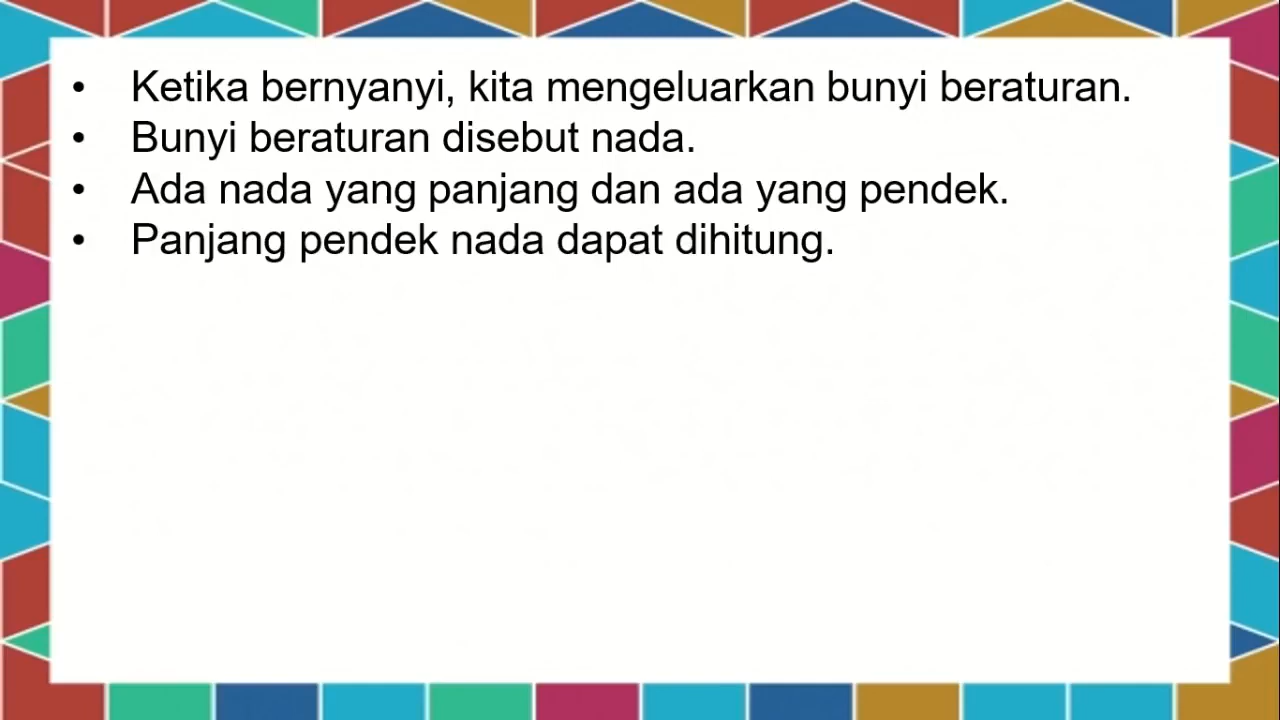 • Ketika bernyanyi, kita mengeluarkan bunyi beraturan.
• Bunyi beraturan disebut nada.
• Ada nada yang panjang dan ada yang pendek.
• Panjang pendek nada dapat dihitung.